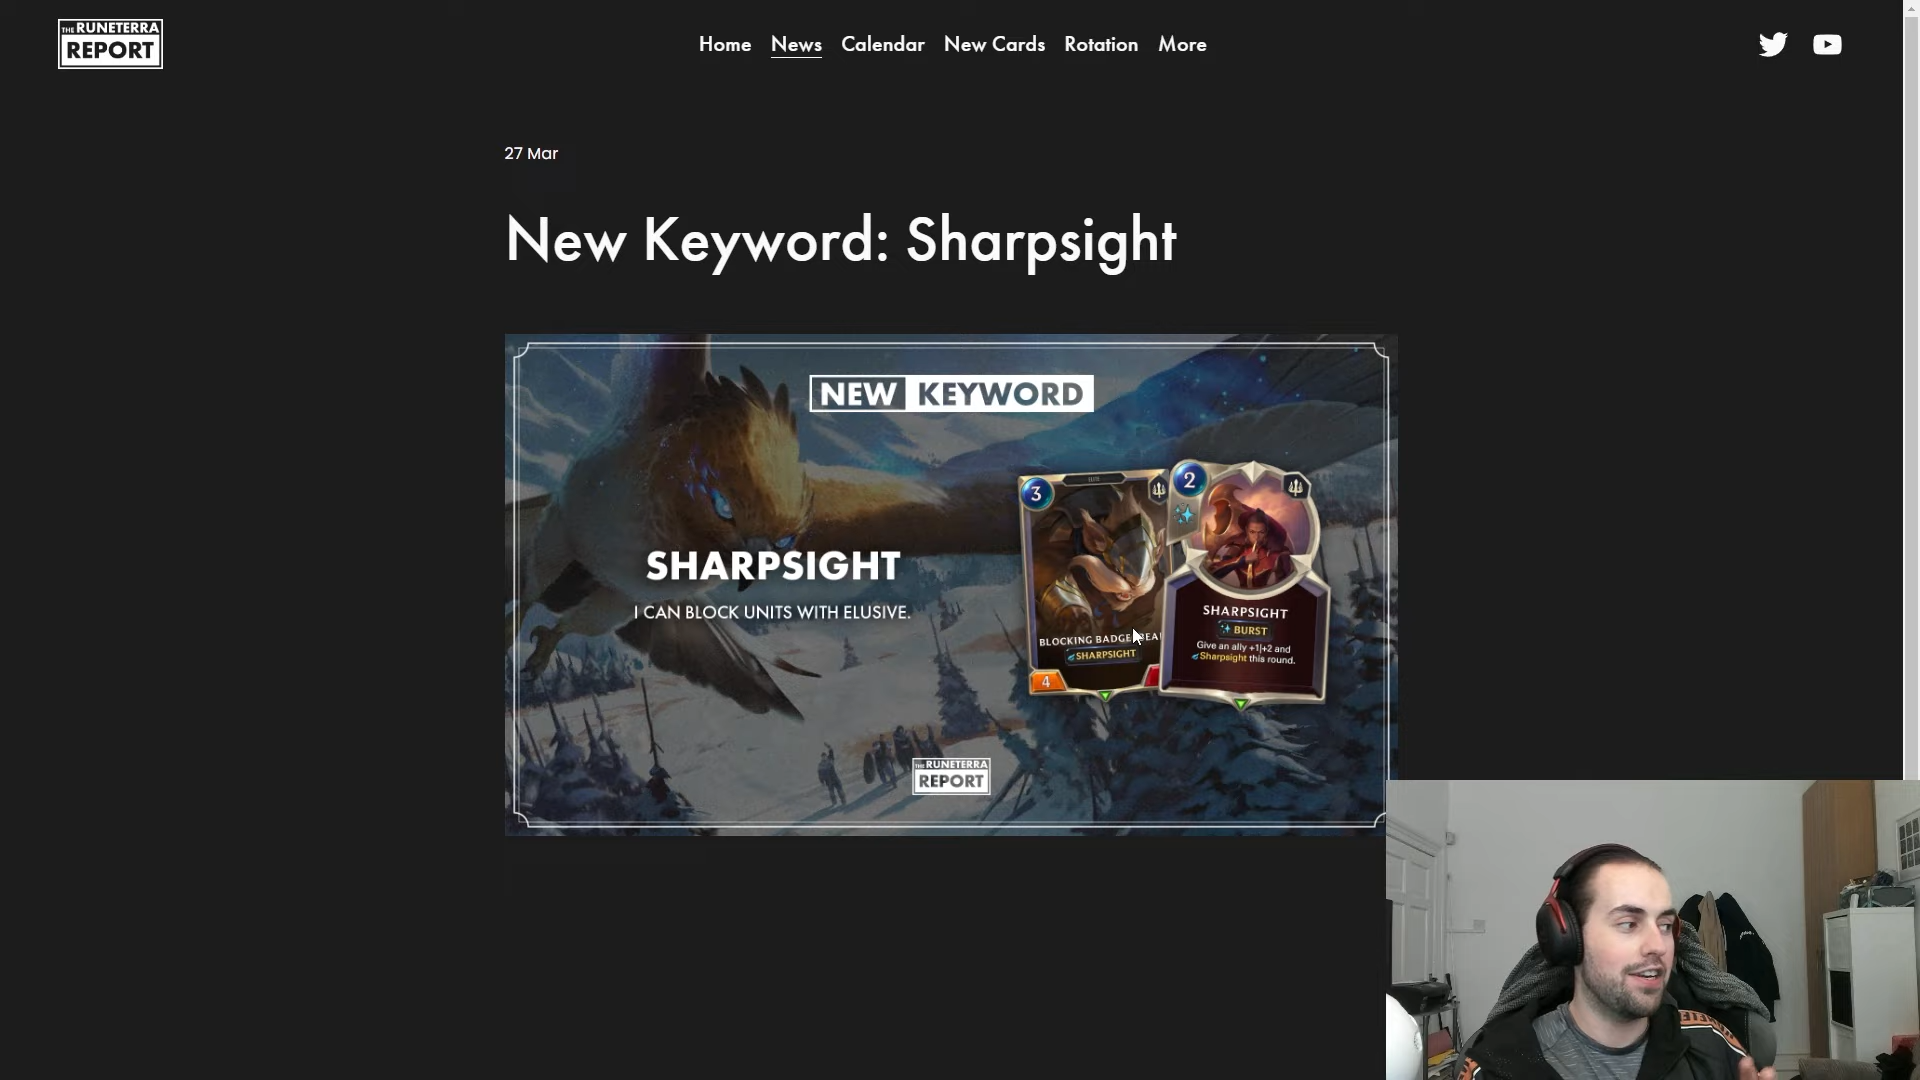 THE RUNETERRA
REPORT
Home News Calendar New Cards Rotation More
27 Mar
New Keyword: Sharpsight
NEW KEYWORD
SHARPSIGHT
I CAN BLOCK UNITS WITH ELUSIVE.
3
ELITE
BLOCKING
SHARPSIGHT
4
2
SHARPSIGHT
BURST
Give an ally +1|+2 and
Sharpsight this round.
THE RUNETERRA
REPORT